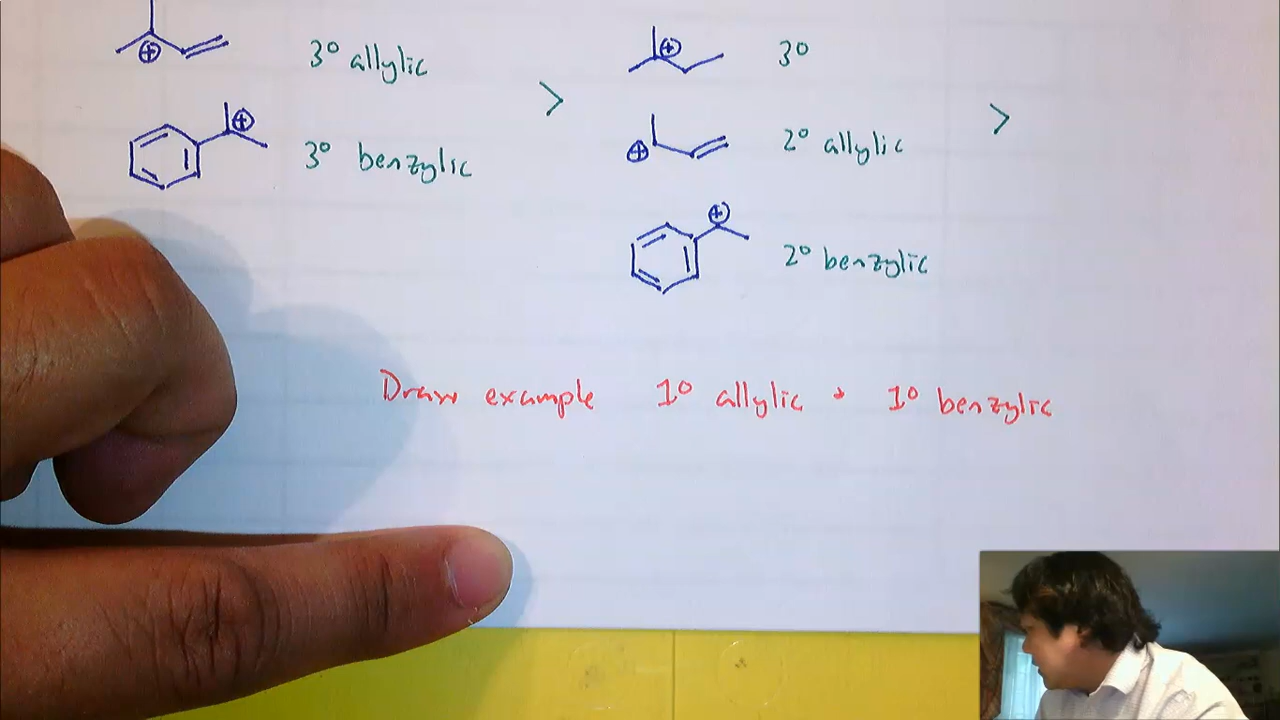 3° allylic
>
3°
>
2° allylic
3° benzylic
2° benzylic
Draw example 1° allylic + 1° benzylic